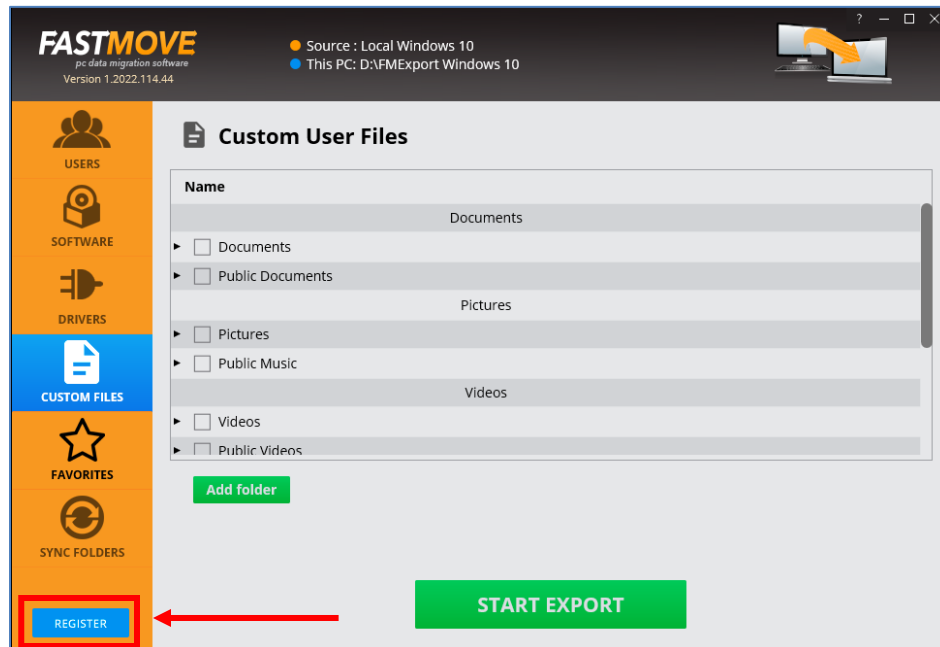 FASTMOVE
pc data migration software
Version 1.2022.114.44
Source : Local Windows 10
This PC: D:\FMExport Windows 10
?
USERS
SOFTWARE
DRIVERS
CUSTOM FILES
FAVORITES
SYNC FOLDERS
REGISTER
Custom User Files
Name
Documents
Documents
Public Documents
Pictures
Pictures
Public Music
Videos
Videos
Public Videos
Add folder
START EXPORT